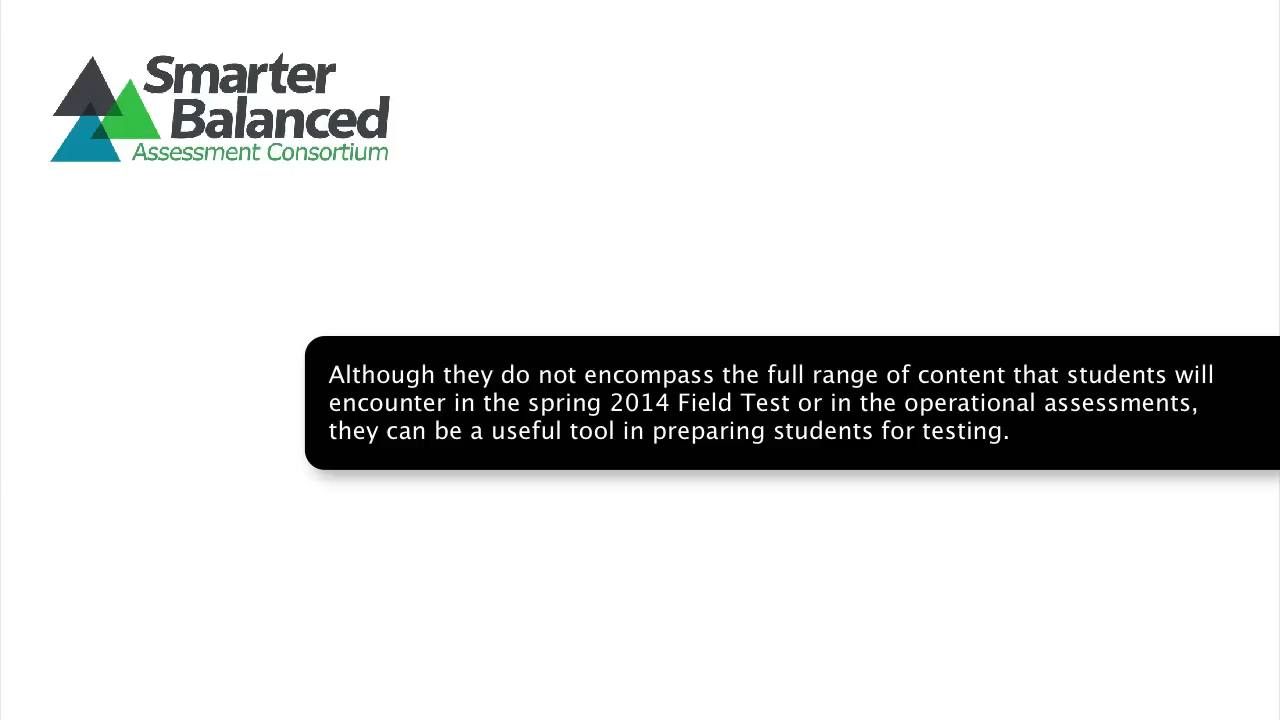 Smarter
Balanced
Assessment Consortium
Although they do not encompass the full range of content that students will
encounter in the spring 2014 Field Test or in the operational assessments,
they can be a useful tool in preparing students for testing.